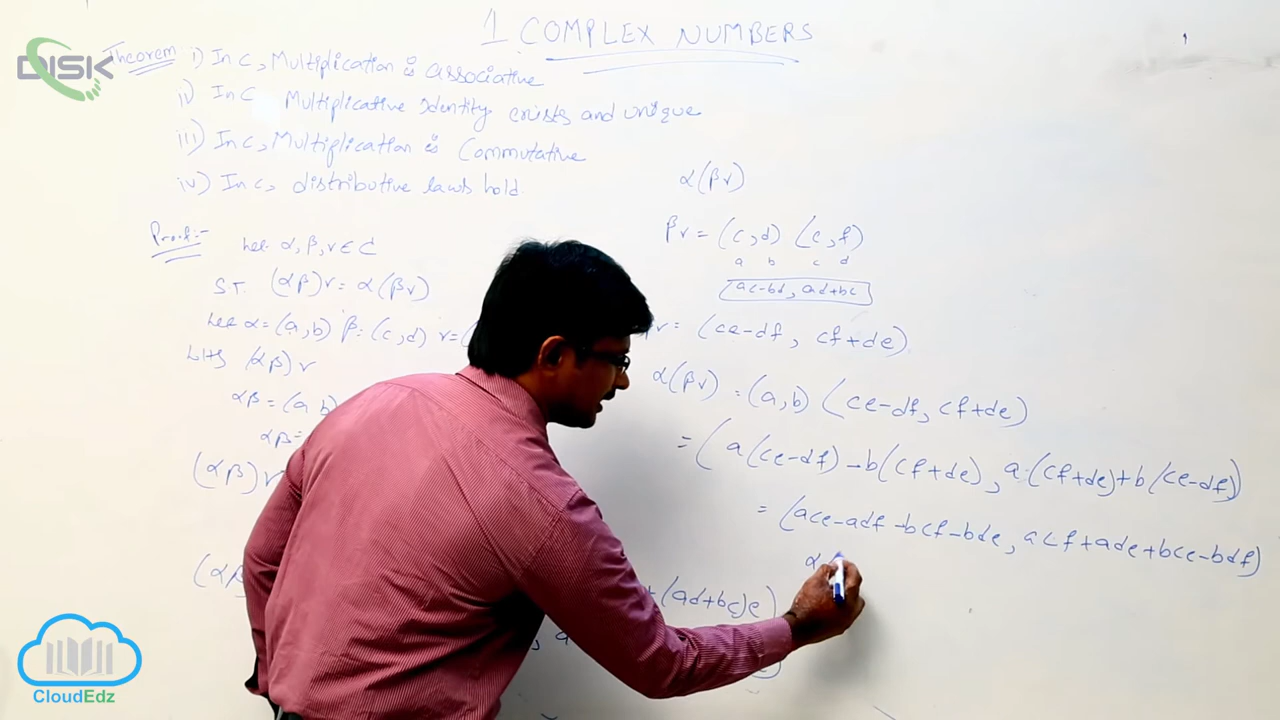 1 COMPLEX NUMBERS
DISK
Theorem i) In C, Multiplication is associative
ii) In C Multiplicative Identity exists and unique
iii) In C, Multiplication is Commutative
iv) In C, distributive laws hold
Proof:- Let α, β, γ ∈ C
S.T. (αβ)γ = α(βγ)
Let α = (a, b) β = (c, d) γ = (
LHS (αβ)γ
αβ = (a b)
αβ =
(αβ)γ
(αβ
+ (ad+bc)e)
α(βγ)
βγ = (c, d) (e, f)
a b c d
ac-bd, ad+bc
γ = (ce-df, cf+de)
α(βγ) = (a, b) (ce-df, cf+de)
= (a(ce-df) -b(cf+de), a.(cf+de)+b(ce-df)
= (ace-adf-bcf-bde, acf+ade+bce-bdf)
α
CloudEdz